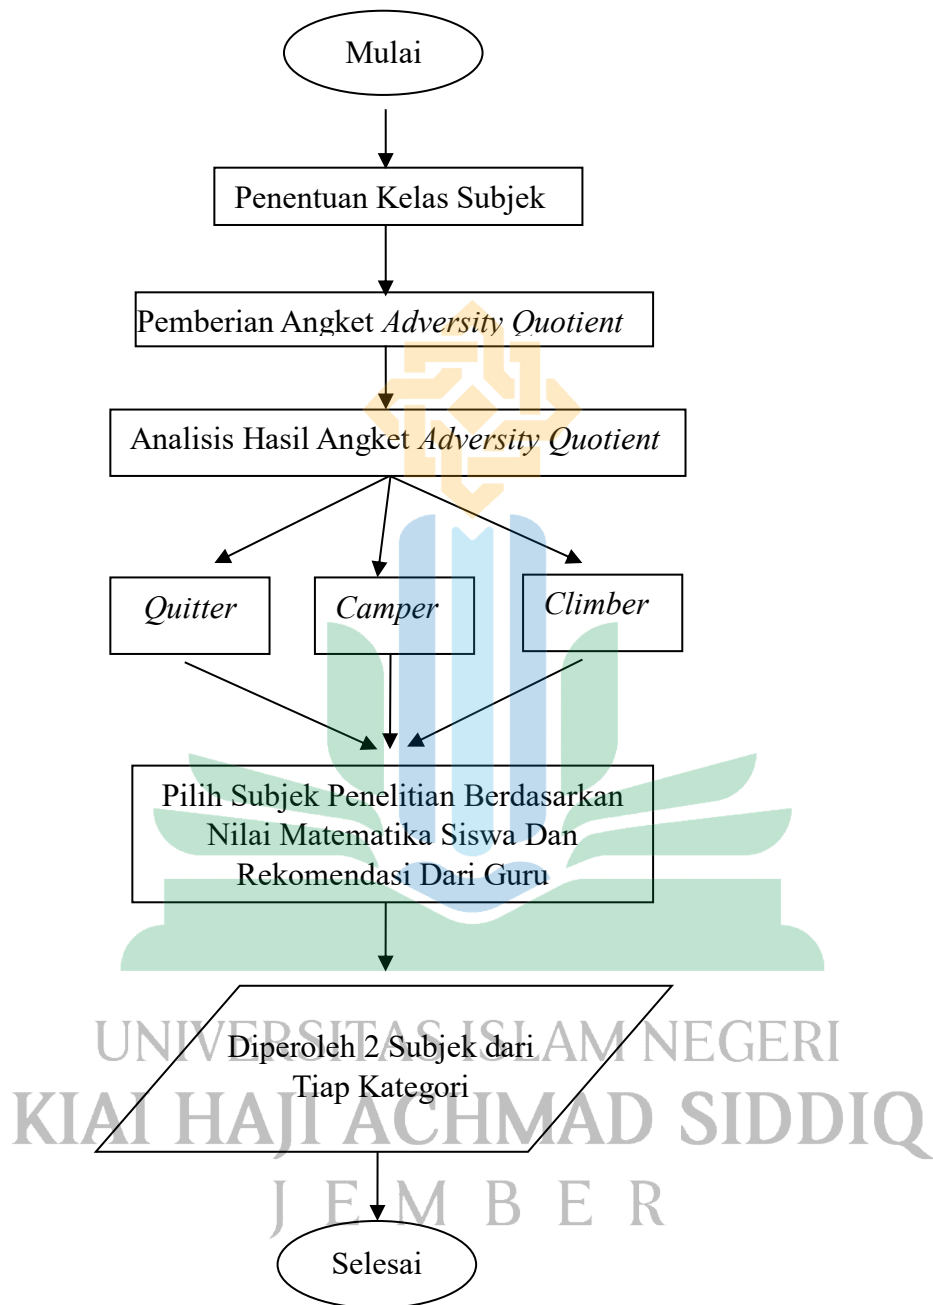 Mulai
Penentuan Kelas Subjek
Pemberian Angket Adversity Quotient
Analisis Hasil Angket Adversity Quotient
Quitter
Camper
Climber
Pilih Subjek Penelitian Berdasarkan
Nilai Matematika Siswa Dan
Rekomendasi Dari Guru
UNIVERSITAS ISLAM NEGERI
Diperoleh 2 Subjek dari
Tiap Kategori
KIAI HAJI ACHMAD SIDDIQ
JEMBER
Selesai